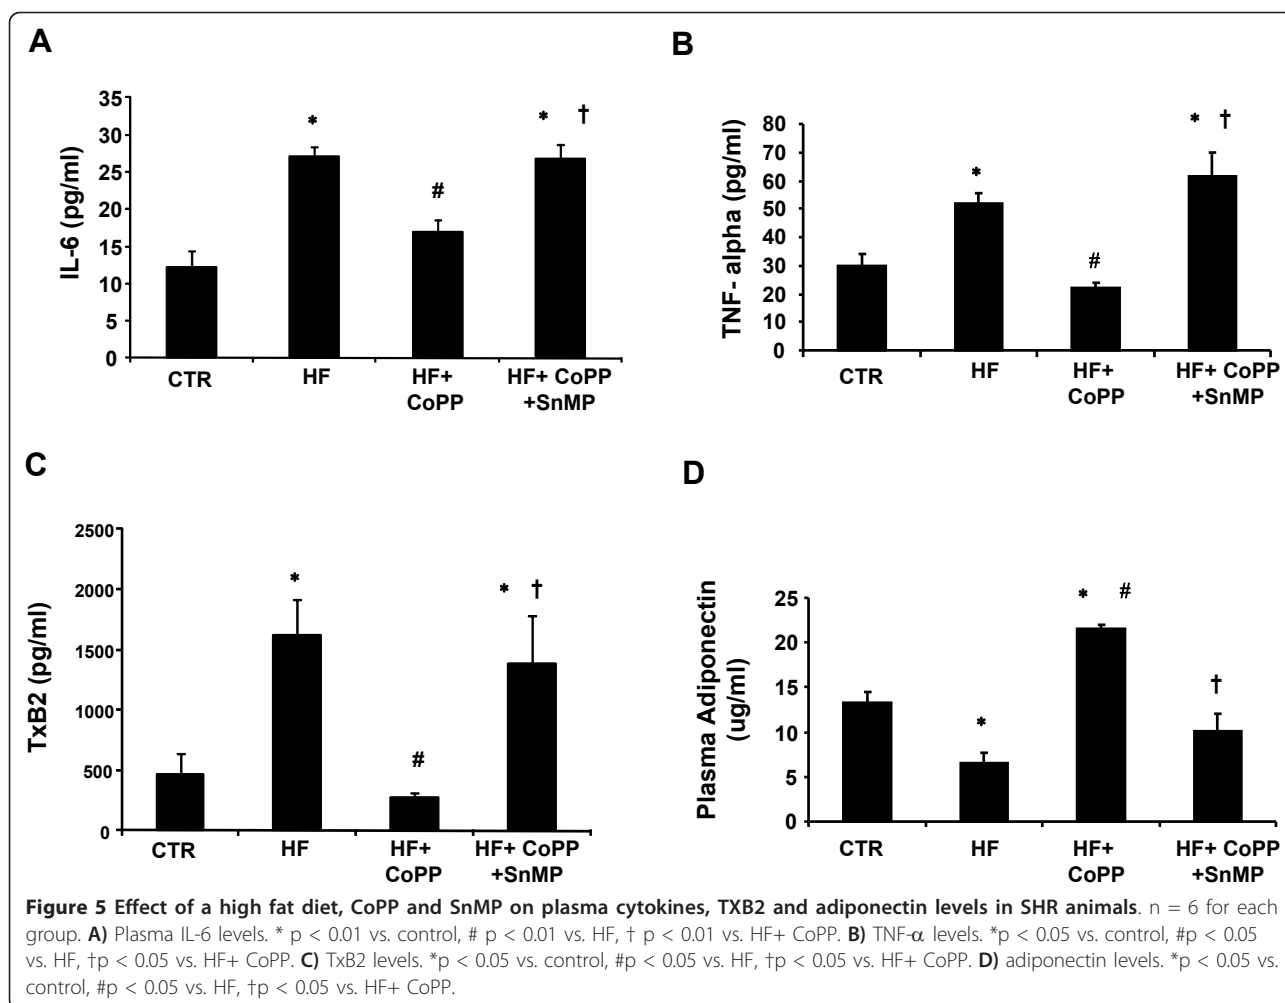 A
35
30
25
20
15
10
5
0
IL-6 (pg/ml)
*
#
* †
CTR HF HF+ HF+ CoPP
CoPP +SnMP
B
80
70
60
50
40
30
20
10
0
TNF- alpha (pg/ml)
*
#
* †
CTR HF HF+ HF+ CoPP
CoPP +SnMP
C
2500
2000
1500
1000
500
0
TxB2 (pg/ml)
*
#
* †
CTR HF HF+ HF+ CoPP
CoPP +SnMP
D
25
20
15
10
5
0
Plasma Adiponectin
(ug/ml)
*
* #
†
CTR HF HF+ HF+ CoPP
CoPP +SnMP
Figure 5 Effect of a high fat diet, CoPP and SnMP on plasma cytokines, TXB2 and adiponectin levels in SHR animals. n = 6 for each
group. A) Plasma IL-6 levels. * p < 0.01 vs. control, # p < 0.01 vs. HF, † p < 0.01 vs. HF+ CoPP. B) TNF-α levels. *p < 0.05 vs. control, #p < 0.05
vs. HF, †p < 0.05 vs. HF+ CoPP. C) TxB2 levels. *p < 0.05 vs. control, #p < 0.05 vs. HF, †p < 0.05 vs. HF+ CoPP. D) adiponectin levels. *p < 0.05 vs.
control, #p < 0.05 vs. HF, †p < 0.05 vs. HF+ CoPP.